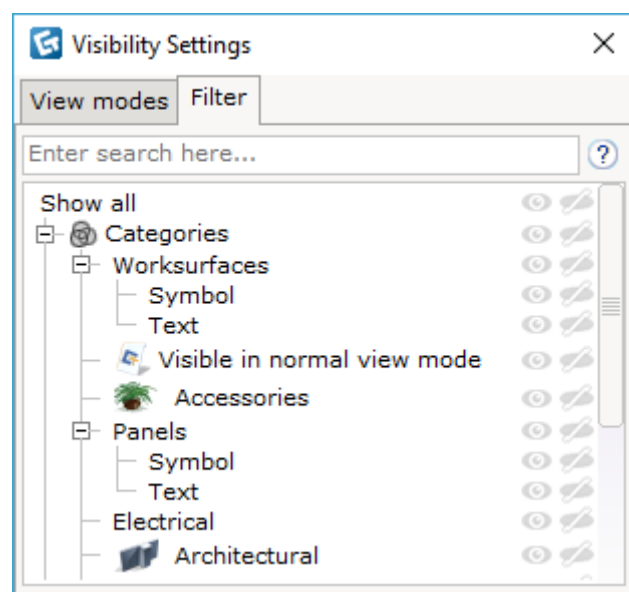 Visibility Settings
View modes Filter
Enter search here...
?
Show all
Categories
Worksurfaces
Symbol
Text
Visible in normal view mode
Accessories
Panels
Symbol
Text
Electrical
Architectural